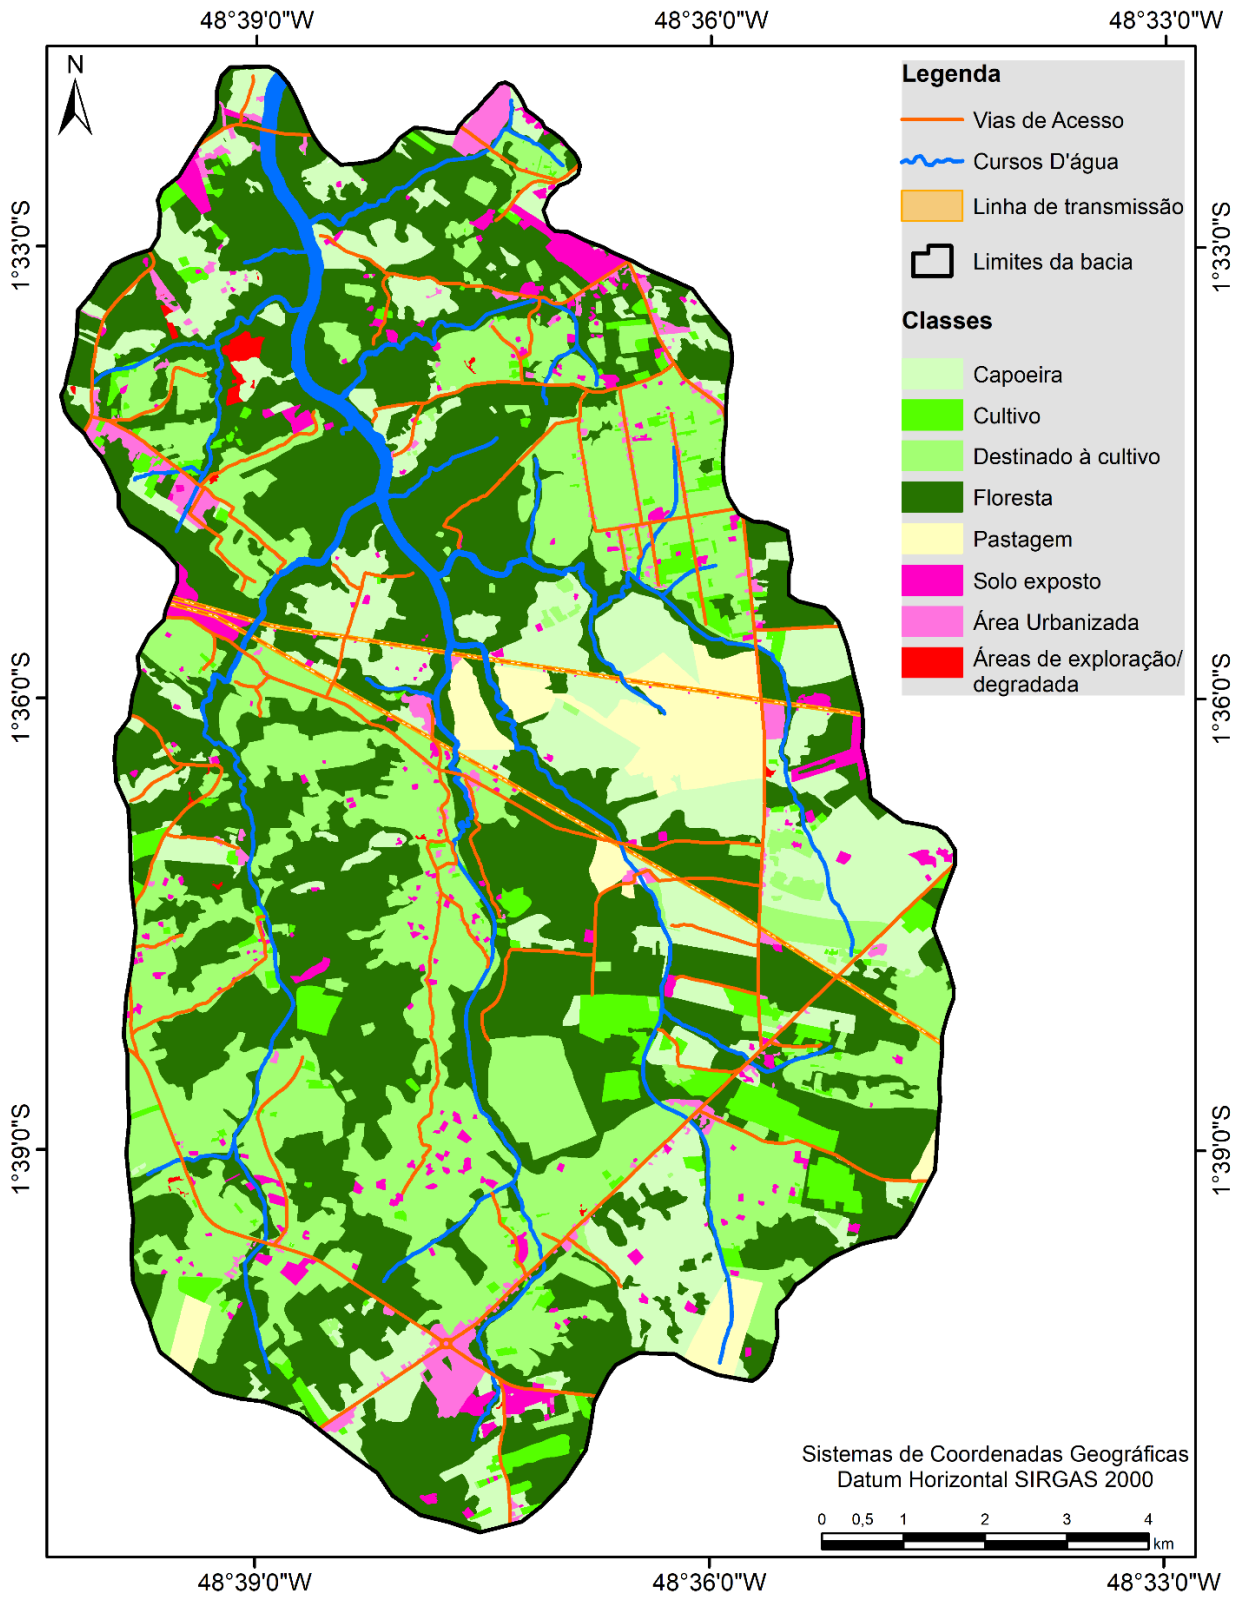 48°39'0"W
48°36'0"W
48°33'0"W
N
Legenda
Vias de Acesso
Cursos D'água
Linha de transmissão
Limites da bacia
Classes
Capoeira
Cultivo
Destinado à cultivo
Floresta
Pastagem
Solo exposto
Área Urbanizada
Áreas de exploração/
degradada
1°33'0"S
1°33'0"S
1°36'0"S
1°36'0"S
1°39'0"S
1°39'0"S
Sistemas de Coordenadas Geográficas
Datum Horizontal SIRGAS 2000
0 0,5 1 2 3 4
km
48°39'0"W
48°36'0"W
48°33'0"W